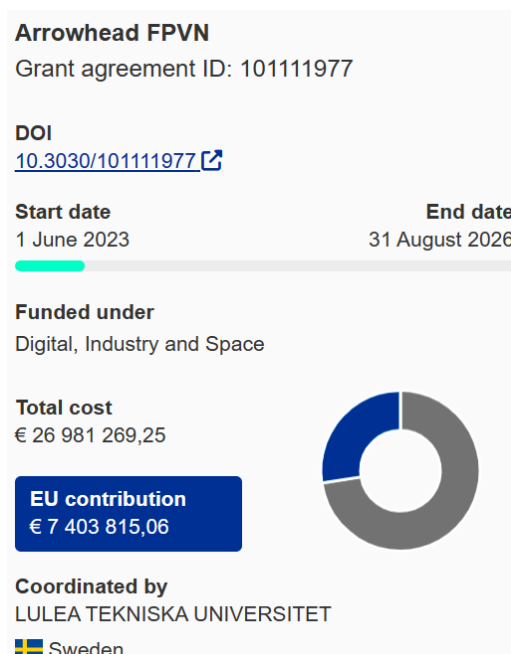 Arrowhead FPVN
Grant agreement ID: 101111977
DOI
10.3030/101111977
Start date
End date
1 June 2023
31 August 2026
Funded under
Digital, Industry and Space
Total cost
€ 26 981 269,25
EU contribution
€ 7 403 815,06
Coordinated by
LULEA TEKNISKA UNIVERSITET
Sweden